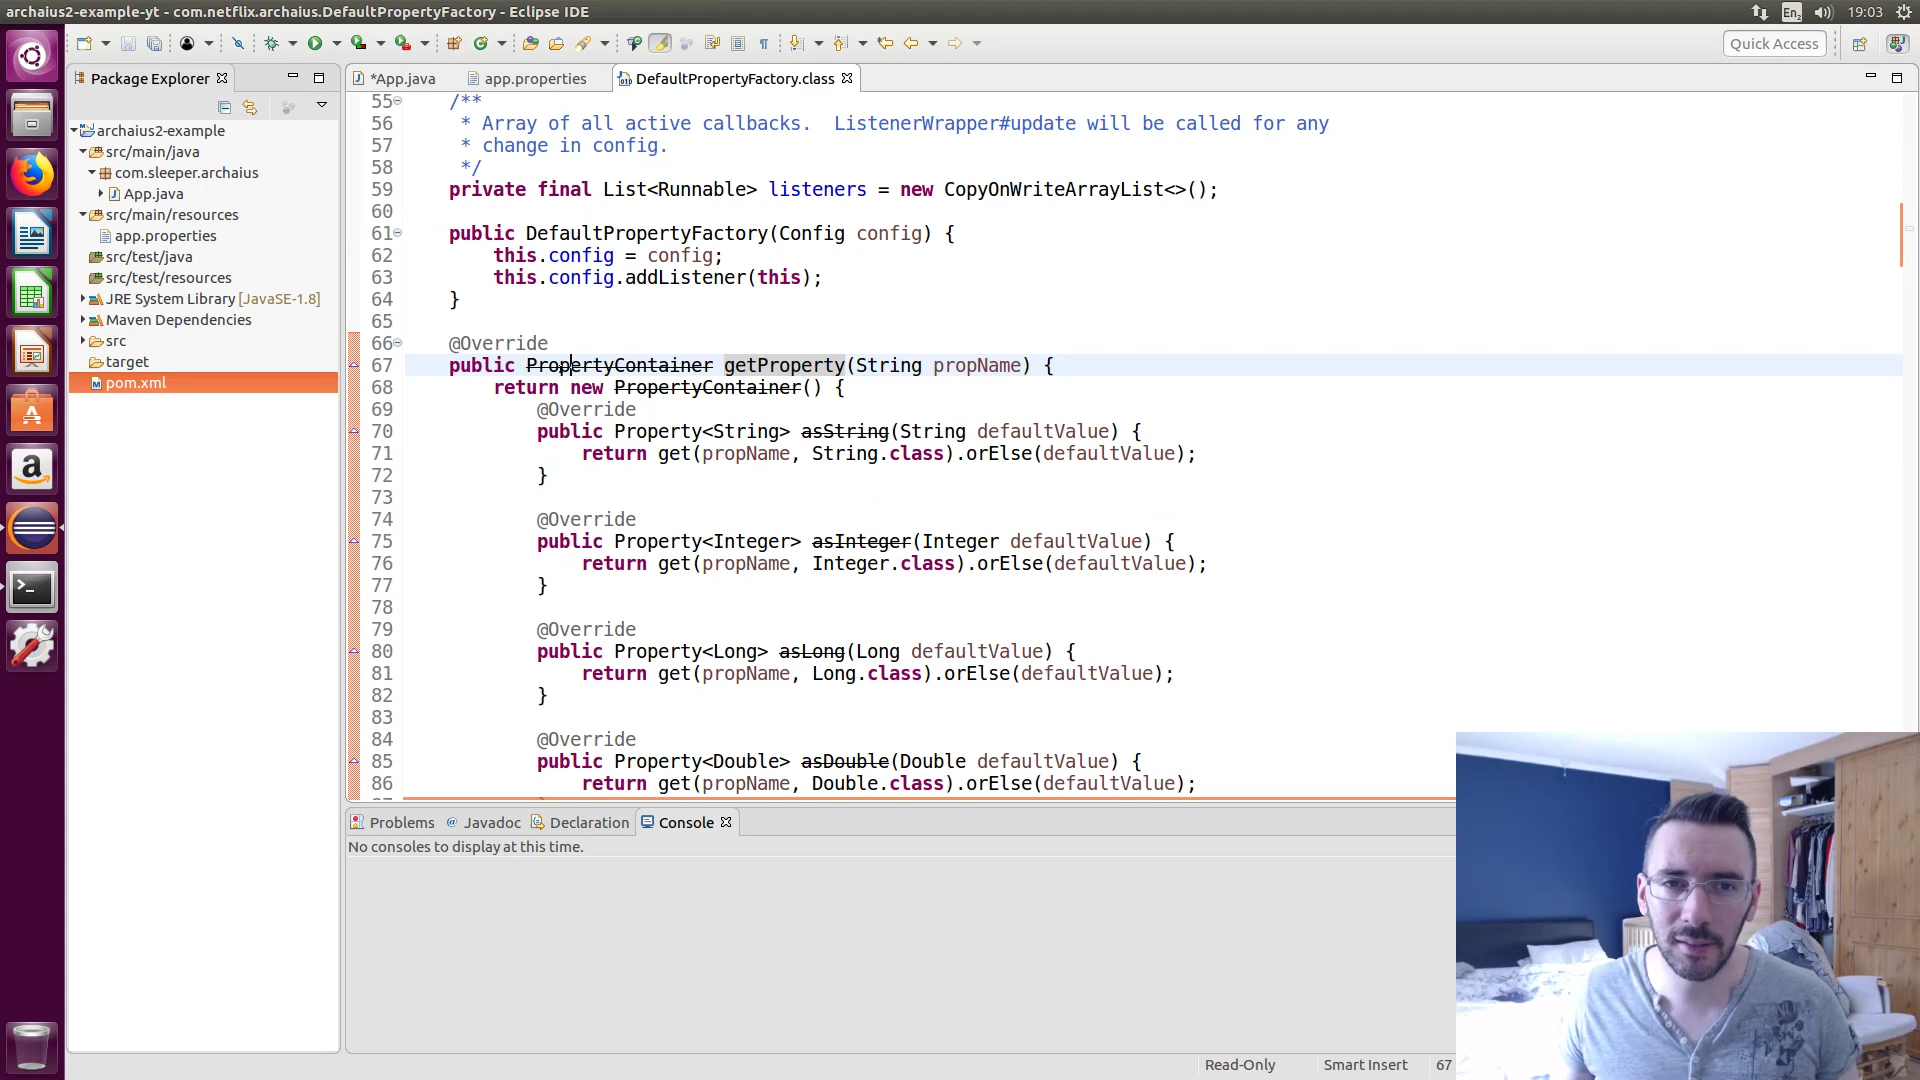 archaius2-example-yt - com.netflix.archaius.DefaultPropertyFactory - Eclipse IDE
En2
19:03
Quick Access
Package Explorer
*App.java
app.properties
DefaultPropertyFactory.class
archaius2-example
src/main/java
com.sleeper.archaius
App.java
src/main/resources
app.properties
src/test/java
src/test/resources
JRE System Library [JavaSE-1.8]
Maven Dependencies
src
target
pom.xml
55 /**
56 * Array of all active callbacks.  ListenerWrapper#update will be called for any
57 * change in config.
58 */
59 private final List<Runnable> listeners = new CopyOnWriteArrayList<>();
60
61 public DefaultPropertyFactory(Config config) {
62 this.config = config;
63 this.config.addListener(this);
64 }
65
66 @Override
67 public PropertyContainer getProperty(String propName) {
68 return new PropertyContainer() {
69 @Override
70 public Property<String> asString(String defaultValue) {
71 return get(propName, String.class).orElse(defaultValue);
72 }
73
74 @Override
75 public Property<Integer> asInteger(Integer defaultValue) {
76 return get(propName, Integer.class).orElse(defaultValue);
77 }
78
79 @Override
80 public Property<Long> asLong(Long defaultValue) {
81 return get(propName, Long.class).orElse(defaultValue);
82 }
83
84 @Override
85 public Property<Double> asDouble(Double defaultValue) {
86 return get(propName, Double.class).orElse(defaultValue);
Problems
@ Javadoc
Declaration
Console
No consoles to display at this time.
Read-Only
Smart Insert
67